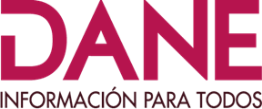 DANE
INFORMACIÓN PARA TODOS